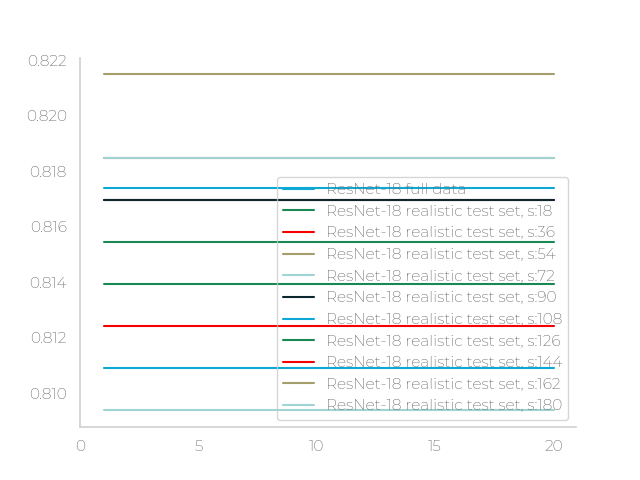 0.822
0.820
0.818
0.816
0.814
0.812
0.810
ResNet-18 full data
ResNet-18 realistic test set, s:18
ResNet-18 realistic test set, s:36
ResNet-18 realistic test set, s:54
ResNet-18 realistic test set, s:72
ResNet-18 realistic test set, s:90
ResNet-18 realistic test set, s:108
ResNet-18 realistic test set, s:126
ResNet-18 realistic test set, s:144
ResNet-18 realistic test set, s:162
ResNet-18 realistic test set, s:180
0 5 10 15 20